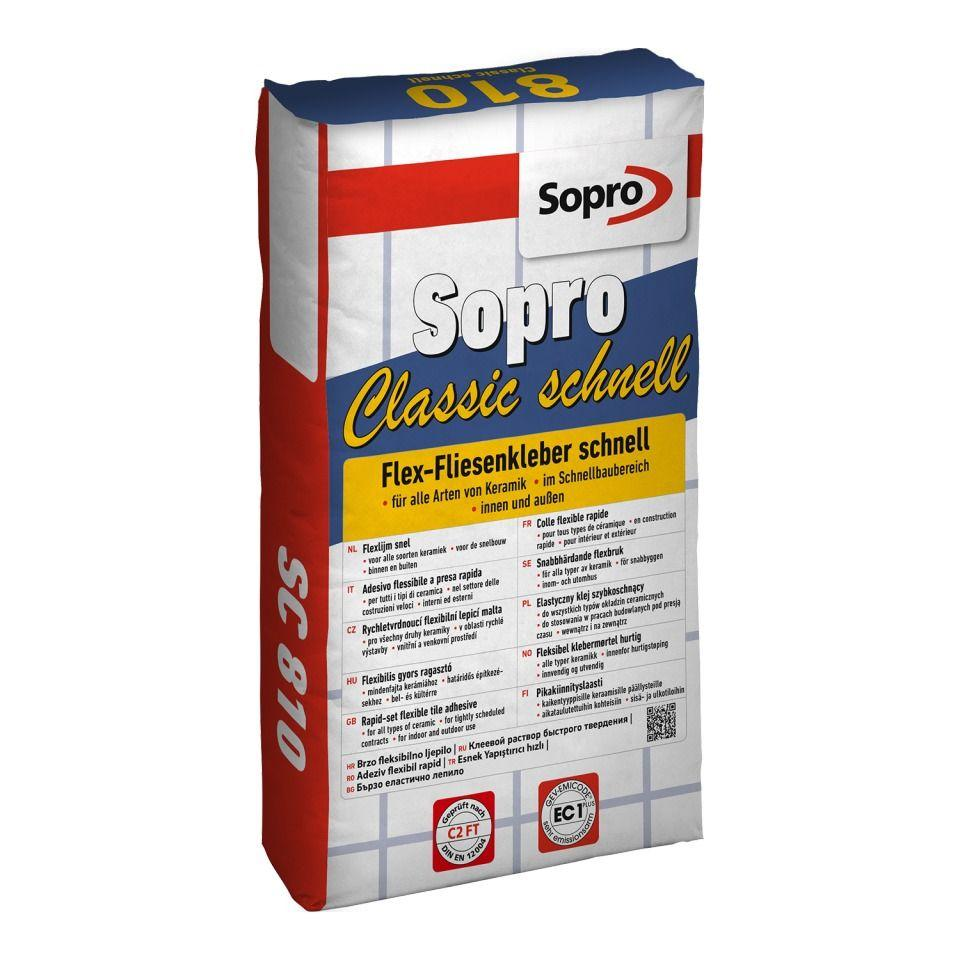 810
Classic schnell
Sopro
Sopro
Classic schnell
Flex-Fliesenkleber schnell
• für alle Arten von Keramik • im Schnellbaubereich
• innen und außen
NL Flexlijm snel
• voor alle soorten keramiek • voor de snelbouw
• binnen en buiten
IT Adesivo flessibile a presa rapida
• per tutti i tipi di ceramica • nel settore delle
costruzioni veloci • interni ed esterni
CZ Rychletvrdnoucí flexibilní lepicí malta
• pro všechny druhy keramiky • v oblasti rychlé
výstavby • vnitřní a venkovní prostředí
HU Flexibilis gyors ragasztó
• mindenfajta kerámiához • határidős építkezé-
sekhez • bel- és kültérre
GB Rapid-set flexible tile adhesive
• for all types of ceramic • for tightly scheduled
contracts • for indoor and outdoor use
FR Colle flexible rapide
• pour tous types de céramique • en construction
rapide • pour intérieur et extérieur
SE Snabbhärdande flexbruk
• för alla typer av keramik • för snabbyggen
• inom- och utomhus
PL Elastyczny klej szybkoschnący
• do wszystkich typów okładzin ceramicznych
• do stosowania w pracach budowlanych pod presją
czasu • wewnątrz i na zewnątrz
NO Fleksibel klebermørtel hurtig
• alle typer keramikk • innenfor hurtigstøping
• innvendig og utvendig
FI Pikakiinnityslaasti
• kaikentyyppisille keraamisille päällysteille
• aikataulutettuihin kohteisiin • sisä- ja ulkotiloihin
HR Brzo fleksibilno ljepilo | RU Клеевой раствор быстрого твердения |
RO Adeziv flexibil rapid | TR Esnek Yapıştırıcı hızlı |
BG Бързо еластично лепило
Geprüft nach
C2 FT
DIN EN 12004
GEV-EMICODE®
EC 1 PLUS
sehr emissionsarm
SC 810